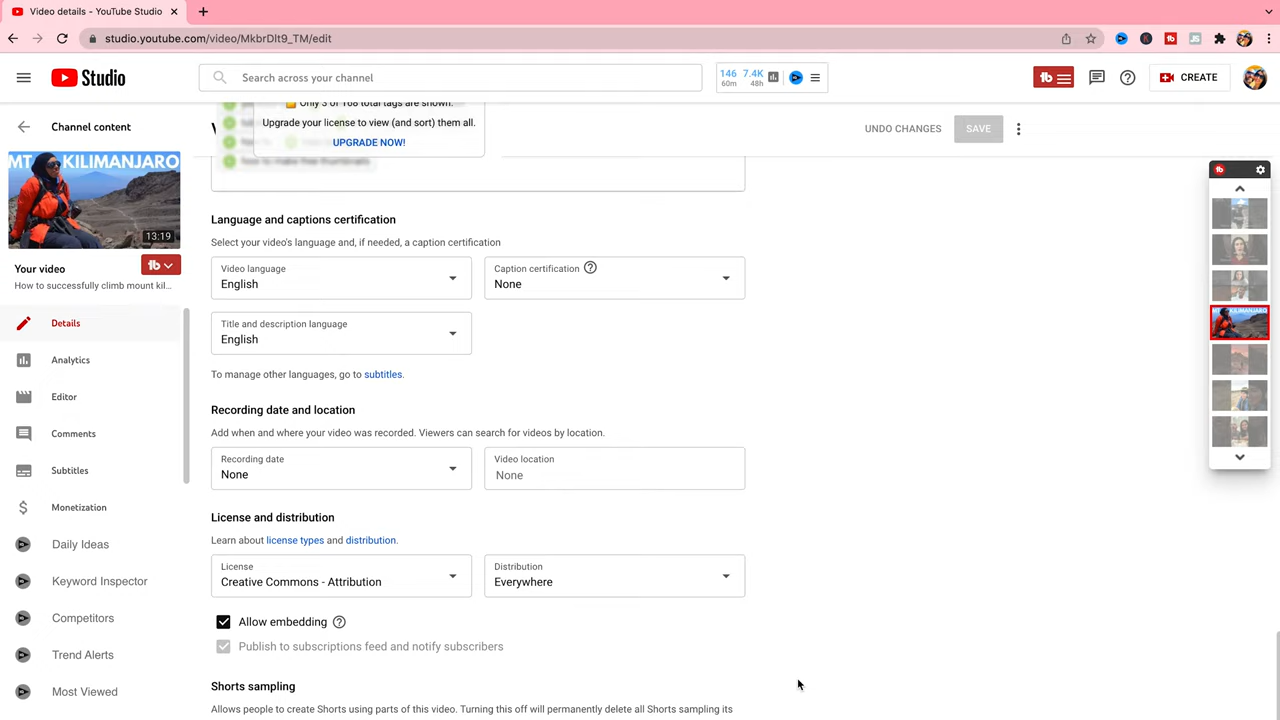 Video details - YouTube Studio
studio.youtube.com/video/MkbrDlt9_TM/edit
Studio
Search across your channel
146 7.4K
60m 48h
CREATE
Channel content
Only 3 of 168 total tags are shown.
Upgrade your license to view (and sort) them all.
UPGRADE NOW!
UNDO CHANGES
SAVE
MT KILIMANJARO
13:19
Your video
How to successfully climb mount kil...
Details
Analytics
Editor
Comments
Subtitles
Monetization
Daily Ideas
Keyword Inspector
Competitors
Trend Alerts
Most Viewed
how to make free thumbnails
Language and captions certification
Select your video's language and, if needed, a caption certification
Video language
English
Caption certification
None
Title and description language
English
To manage other languages, go to subtitles.
Recording date and location
Add when and where your video was recorded. Viewers can search for videos by location.
Recording date
None
Video location
None
License and distribution
Learn about license types and distribution.
License
Creative Commons - Attribution
Distribution
Everywhere
Allow embedding
Publish to subscriptions feed and notify subscribers
Shorts sampling
Allows people to create Shorts using parts of this video. Turning this off will permanently delete all Shorts sampling its